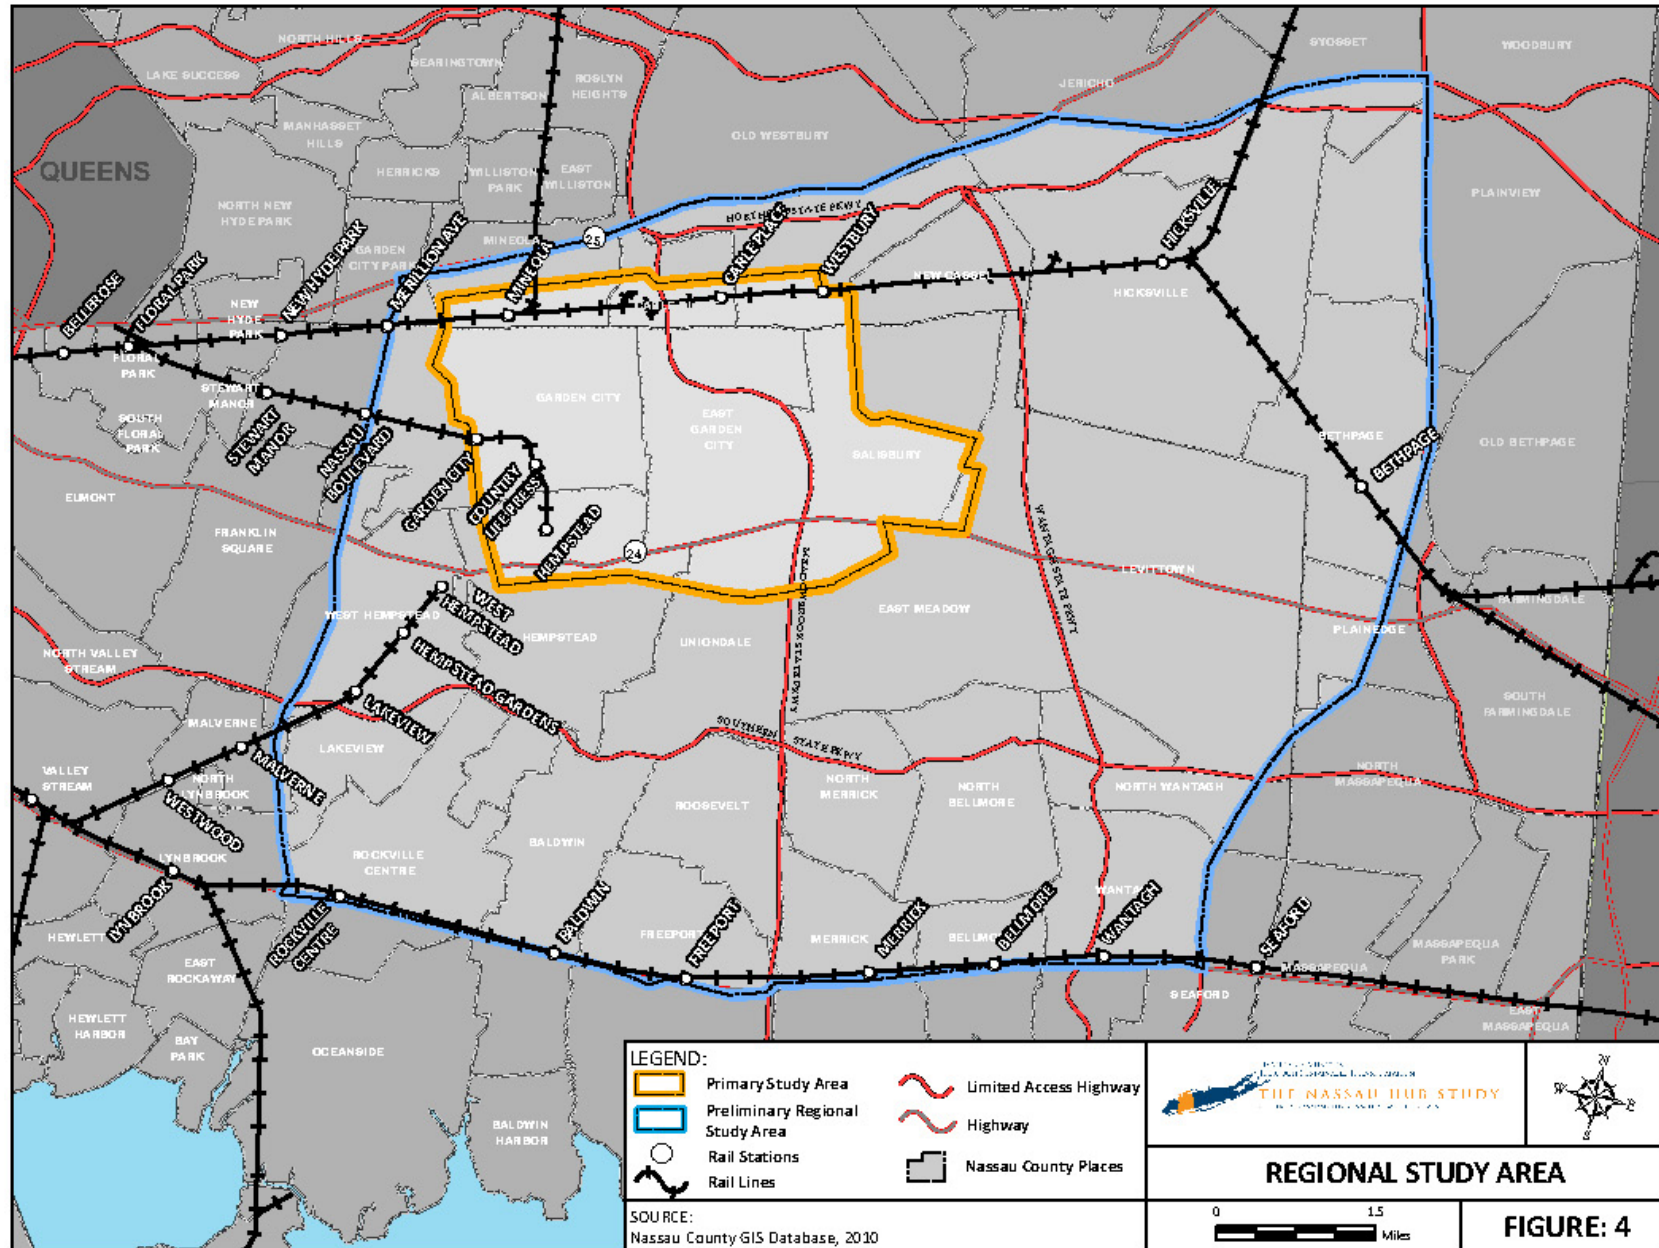 NORTH HILLS
SYOSSET
WOODBURY
LAKE SUCCESS
SEARINGTOWN
ROSLYN
HEIGHTS
JERICHO
ALBERTSON
MANHASSET
HILLS
OLD WESTBURY
QUEENS
HERRICKS
WILLISTON
PARK
EAST
WILLISTON
PLAINVIEW
NORTH NEW
HYDE PARK
NORTHERN STATE PKWY
GARDEN
CITY PARK
MINEOLA
25
BELLEROSE
FLORAL PARK
NEW HYDE PARK
MERILLION AVE
MINEOLA
CARLE PLACE
WESTBURY
HICKSVILLE
NEW CASSEL
HICKSVILLE
NEW
HYDE
PARK
FLORAL
PARK
STEWART
MANOR
GARDEN CITY
EAST
GARDEN
CITY
SOUTH
FLORAL
PARK
STEWART
MANOR
NASSAU
BOULEVARD
GARDEN CITY
COUNTRY
LIFE PRESS
HEMPSTEAD
SALISBURY
BETHPAGE
BETHPAGE
OLD BETHPAGE
ELMONT
FRANKLIN
SQUARE
24
MEADOWBROOK STATE PKWY
WANTAGH STATE PKWY
LEVITTOWN
FARMINGDALE
WEST HEMPSTEAD
WEST
HEMPSTEAD
HEMPSTEAD
UNIONDALE
EAST MEADOW
PLAINEDGE
NORTH VALLEY
STREAM
HEMPSTEAD GARDENS
LAKEVIEW
SOUTH
FARMINGDALE
MALVERNE
LAKEVIEW
SOUTHERN STATE PKWY
VALLEY
STREAM
NORTH
LYNBROOK
MALVERNE
WESTWOOD
ROOSEVELT
NORTH
MERRICK
NORTH
BELLMORE
NORTH WANTAGH
NORTH
MASSAPEQUA
LYNBROOK
ROCKVILLE
CENTRE
BALDWIN
LYNBROOK
ROCKVILLE
CENTRE
BALDWIN
FREEPORT
FREEPORT
MERRICK
MERRICK
BELLMORE
BELLMORE
WANTAGH
WANTAGH
SEAFORD
SEAFORD
MASSAPEQUA
MASSAPEQUA
PARK
EAST
MASSAPEQUA
HEWLETT
EAST
ROCKAWAY
HEWLETT
HARBOR
BAY
PARK
OCEANSIDE
BALDWIN
HARBOR
LEGEND:
Primary Study Area
Preliminary Regional
Study Area
Rail Stations
Rail Lines
Limited Access Highway
Highway
Nassau County Places
SOURCE:
Nassau County GIS Database, 2010
THE NASSAU HUB STUDY
N
W
E
S
REGIONAL STUDY AREA
0 1.5
Miles
FIGURE: 4